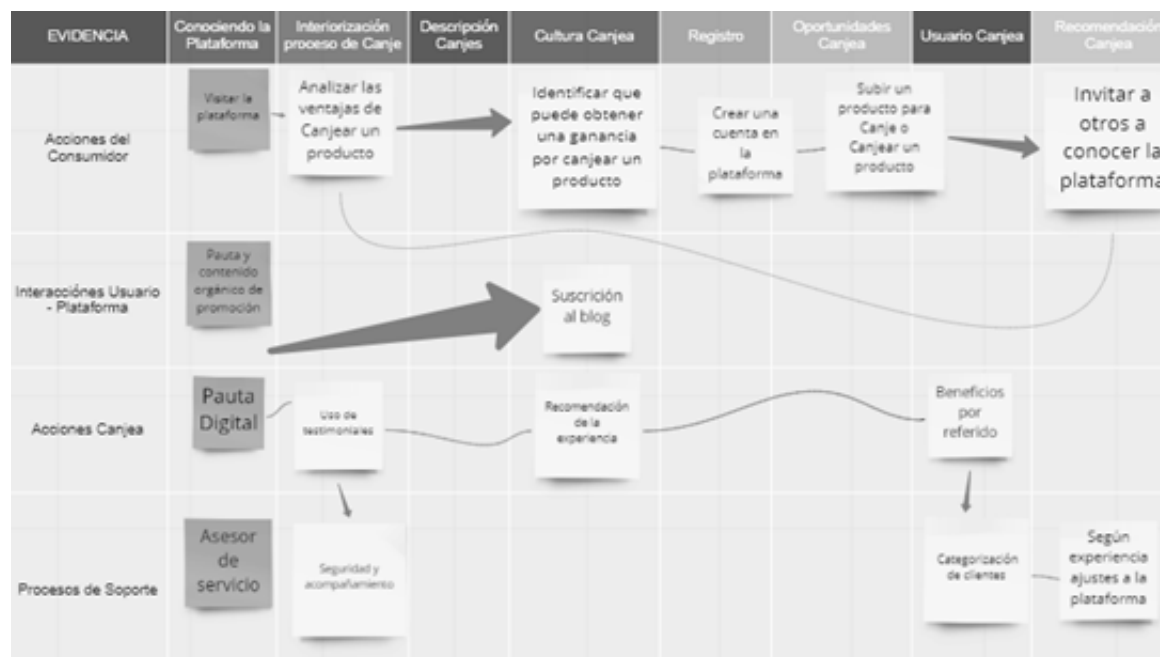 EVIDENCIA
Conociendo la
Plataforma
Interiorización
proceso de Canje
Descripción
Canjes
Cultura Canjea
Registro
Oportunidades
Canjea
Usuario Canjea
Recomendación
Canjea
Acciones del
Consumidor
Visitar la
plataforma
Analizar las
ventajas de
Canjear un
producto
Identificar que
puede obtener
una ganancia
por canjear un
producto
Crear una
cuenta en
la
plataforma
Subir un
producto para
Canje o
Canjear un
producto
Invitar a
otros a
conocer la
plataforma
Interacciónes Usuario
- Plataforma
Pauta y
contenido
orgánico de
promoción
Suscrición
al blog
Acciones Canjea
Pauta
Digital
Uso de
testimoniales
Recomendación
de la
experiencia
Beneficios
por
referido
Procesos de Soporte
Asesor
de
servicio
Seguridad y
acompañamiento
Categorización
de clientes
Según
experiencia
ajustes a la
plataforma